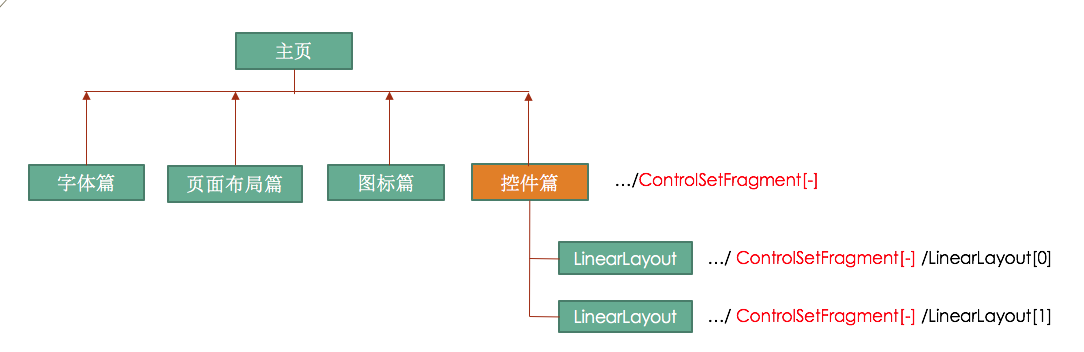 主页
字体篇
页面布局篇
图标篇
控件篇
.../ControlSetFragment[-]
LinearLayout
.../ ControlSetFragment[-] /LinearLayout[0]
LinearLayout
.../ ControlSetFragment[-] /LinearLayout[1]